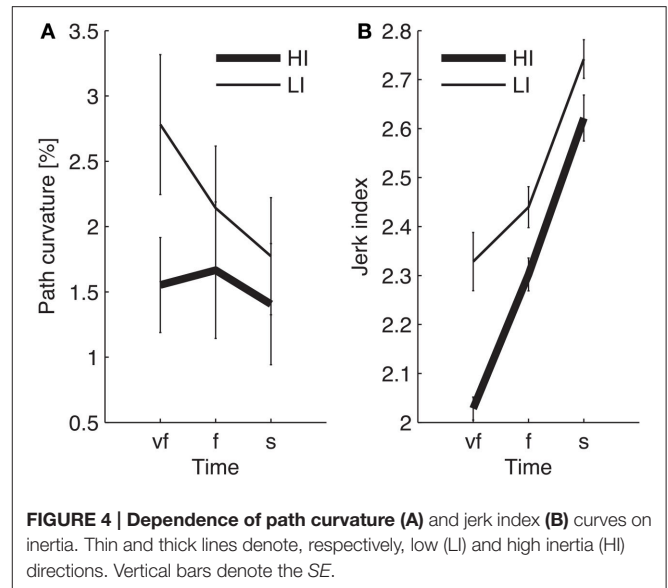 A
3.5
3
2.5
2
1.5
1
0.5
Path curvature [%]
HI
LI
vf f s
Time
B
2.8
2.7
2.6
2.5
2.4
2.3
2.2
2.1
2
Jerk index
HI
LI
vf f s
Time
FIGURE 4 | Dependence of path curvature (A) and jerk index (B) curves on
inertia. Thin and thick lines denote, respectively, low (LI) and high inertia (HI)
directions. Vertical bars denote the SE.